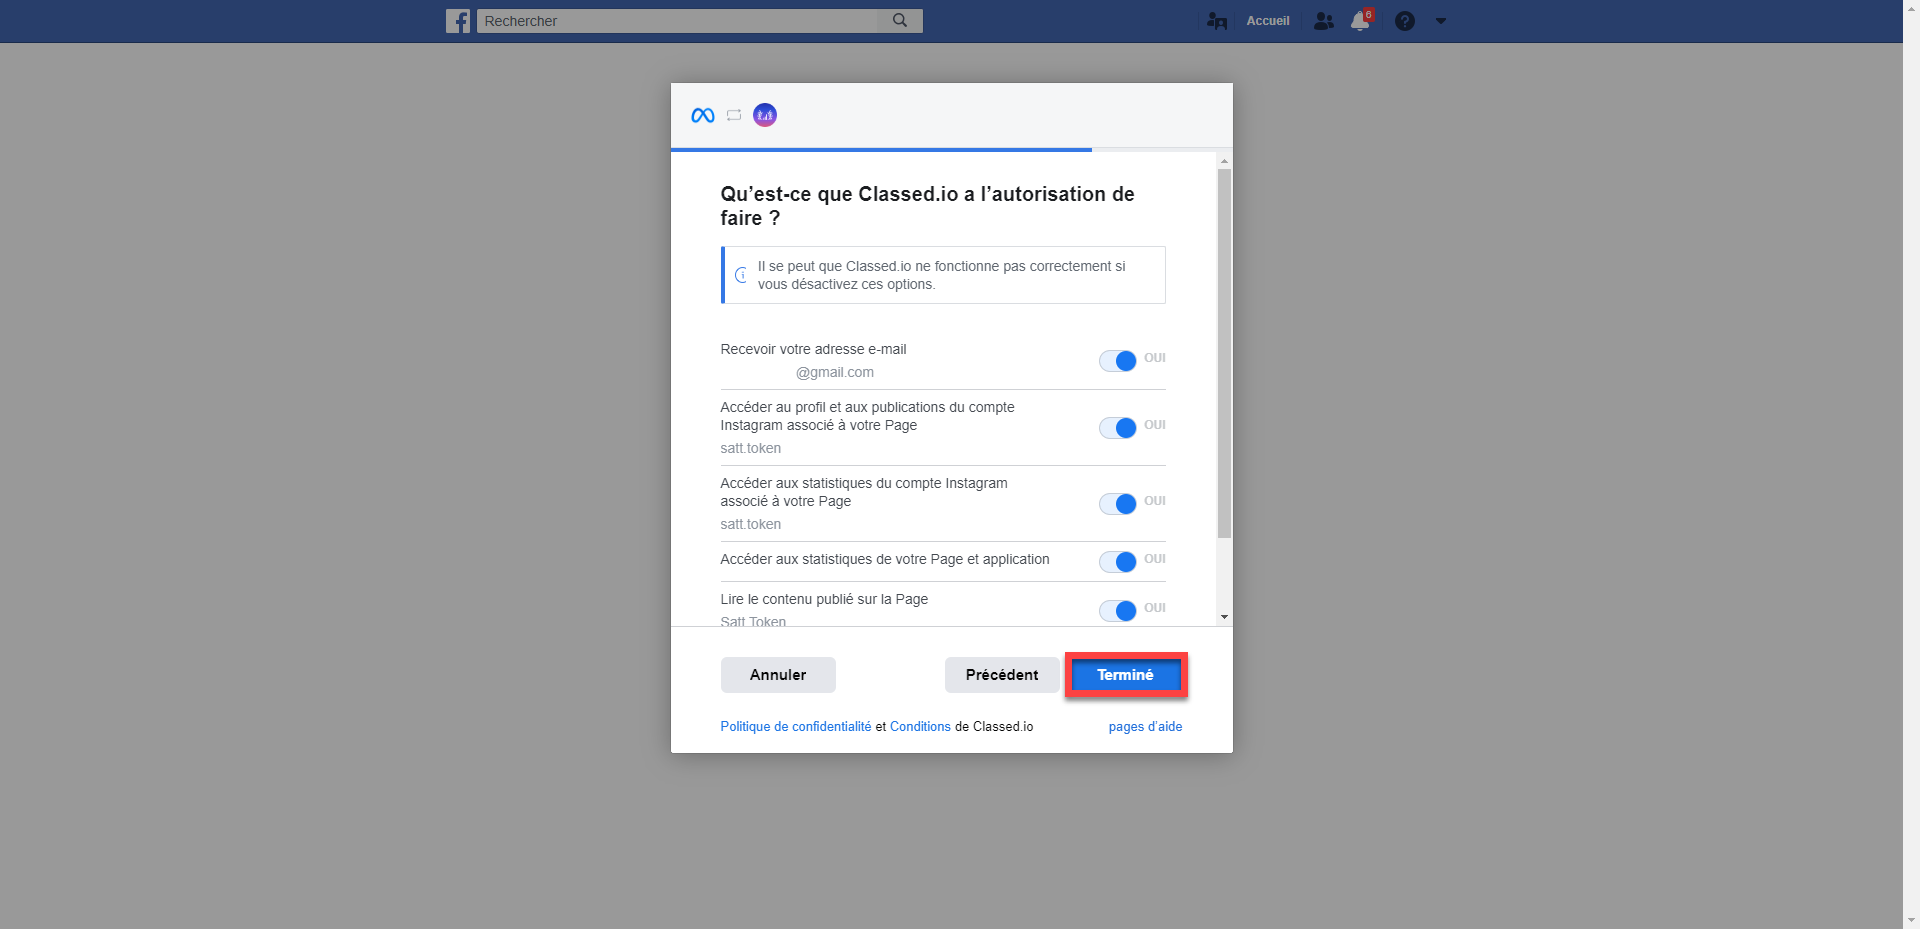 Rechercher
Accueil
6
Qu’est-ce que Classed.io a l’autorisation de
faire ?
Il se peut que Classed.io ne fonctionne pas correctement si
vous désactivez ces options.
Recevoir votre adresse e-mail
OUI
@gmail.com
Accéder au profil et aux publications du compte
Instagram associé à votre Page
OUI
satt.token
Accéder aux statistiques du compte Instagram
associé à votre Page
OUI
satt.token
Accéder aux statistiques de votre Page et application
OUI
Lire le contenu publié sur la Page
OUI
Satt Token
Annuler
Précédent
Terminé
Politique de confidentialité et Conditions de Classed.io
pages d’aide